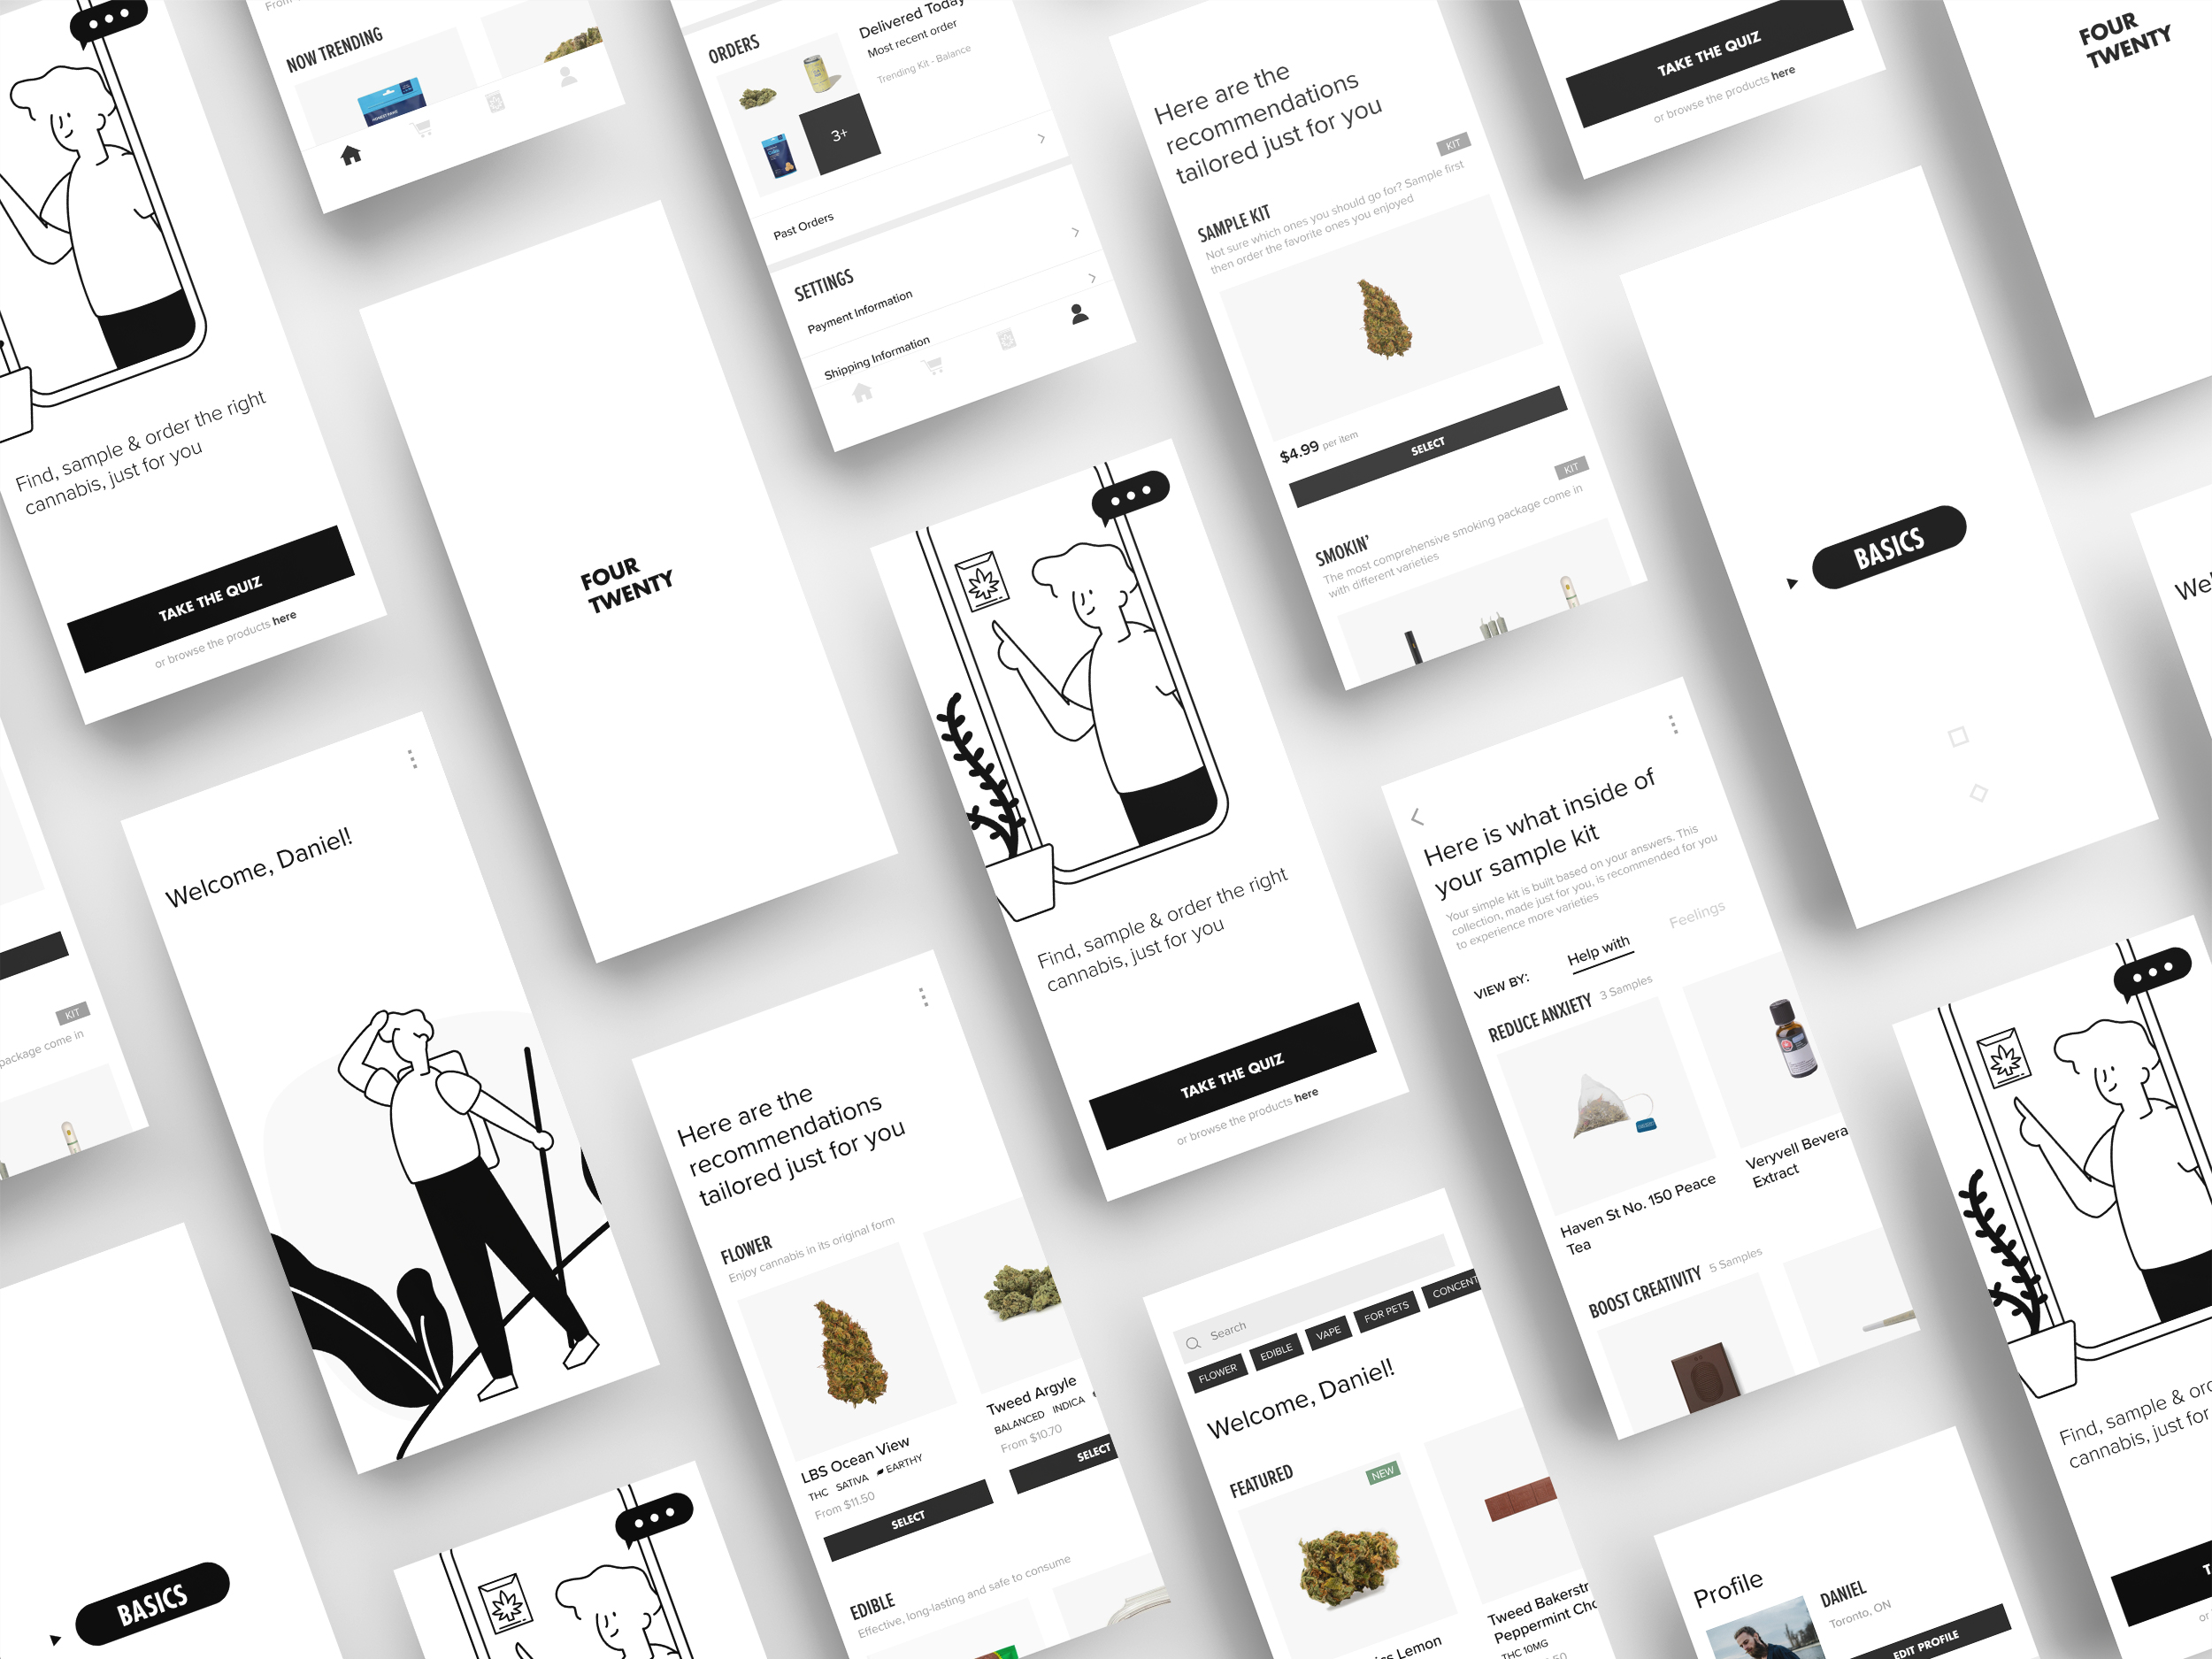 Find, sample & order the right
cannabis, just for you
TAKE THE QUIZ
or browse the products here
NOW TRENDING
ORDERS
Delivered Today
Most recent order
Trending Kit - Balance
3+
Past Orders
SETTINGS
Payment Information
Shipping Information
Here are the
recommendations
tailored just for you
KIT
SAMPLE KIT
Not sure which ones you should go for? Sample first
then order the favorite ones you enjoyed
$4.99 per item
SELECT
KIT
SMOKIN'
The most comprehensive smoking package come in
with different varieties
TAKE THE QUIZ
or browse the products here
FOUR
TWENTY
FOUR
TWENTY
BASICS
Find, sample & order the right
cannabis, just for you
TAKE THE QUIZ
or browse the products here
Here is what inside of
your sample kit
Your simple kit is built based on your answers. This
collection, made just for you, is recommended for you
to experience more varieties
VIEW BY:
Help with
Feelings
REDUCE ANXIETY 3 Samples
Haven St No. 150 Peace
Tea
Veryvell Bevera
Extract
BOOST CREATIVITY 5 Samples
KIT
package come in
Welcome, Daniel!
Here are the
recommendations
tailored just for you
FLOWER
Enjoy cannabis in its original form
LBS Ocean View
THC SATIVA EARTHY
From $11.50
SELECT
Tweed Argyle
BALANCED INDICA
From $10.70
SELECT
EDIBLE
Effective, long-lasting and safe to consume
Search
FLOWER EDIBLE VAPE FOR PETS CONCENT
Welcome, Daniel!
FEATURED
NEW
Lemon
Tweed Bakerstr
Peppermint Cho
THC 10MG
Profile
DANIEL
Toronto, ON
EDIT PROFILE
Find, sample & ord
cannabis, just for
BASICS